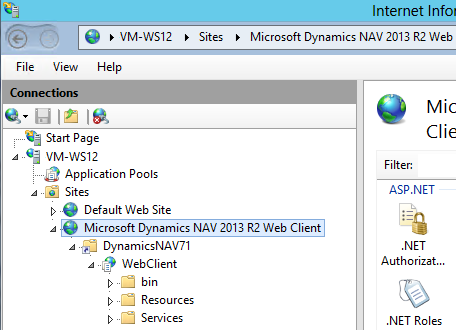 Internet Infor
VM-WS12 Sites Microsoft Dynamics NAV 2013 R2 Web
File View Help
Connections
Start Page
VM-WS12
Application Pools
Sites
Default Web Site
Microsoft Dynamics NAV 2013 R2 Web Client
DynamicsNAV71
WebClient
bin
Resources
Services
Mic
Clie
Filter:
ASP.NET
.NET
Authorizat...
.NET Roles